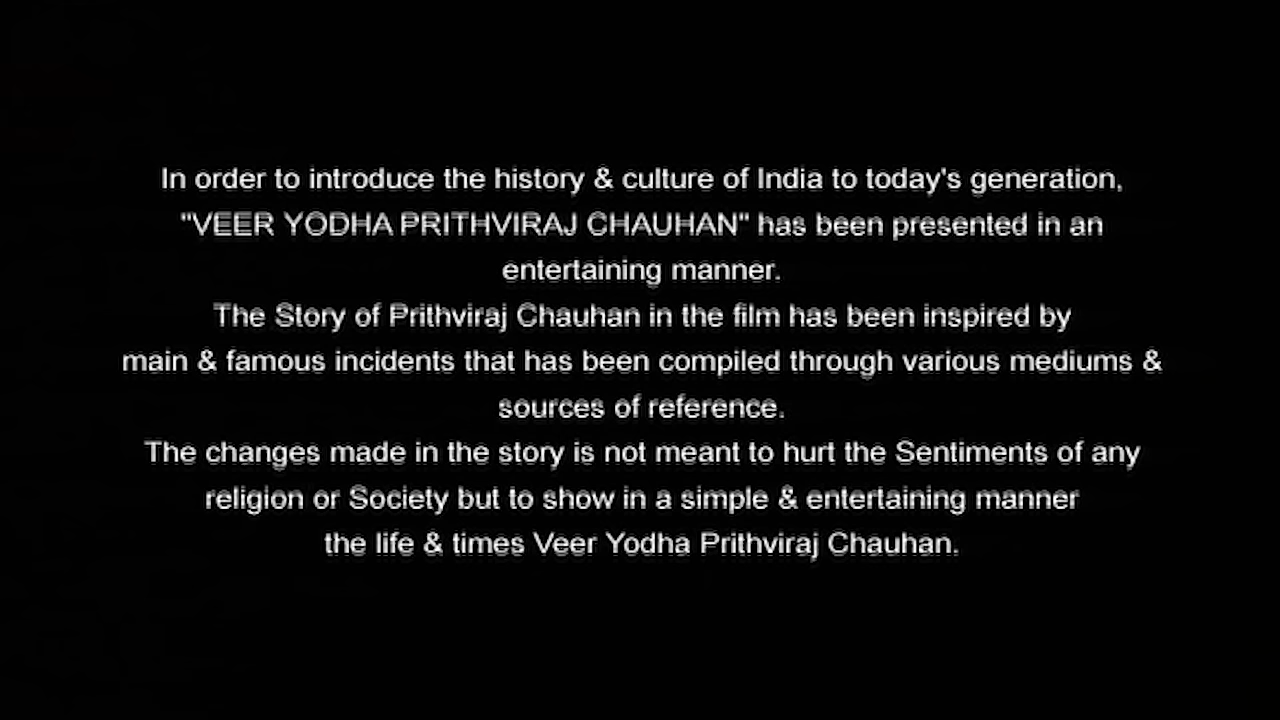 In order to introduce the history & culture of India to today's generation,
"VEER YODHA PRITHVIRAJ CHAUHAN" has been presented in an
entertaining manner.
The Story of Prithviraj Chauhan in the film has been inspired by
main & famous incidents that has been compiled through various mediums &
sources of reference.
The changes made in the story is not meant to hurt the Sentiments of any
religion or Society but to show in a simple & entertaining manner
the life & times Veer Yodha Prithviraj Chauhan.